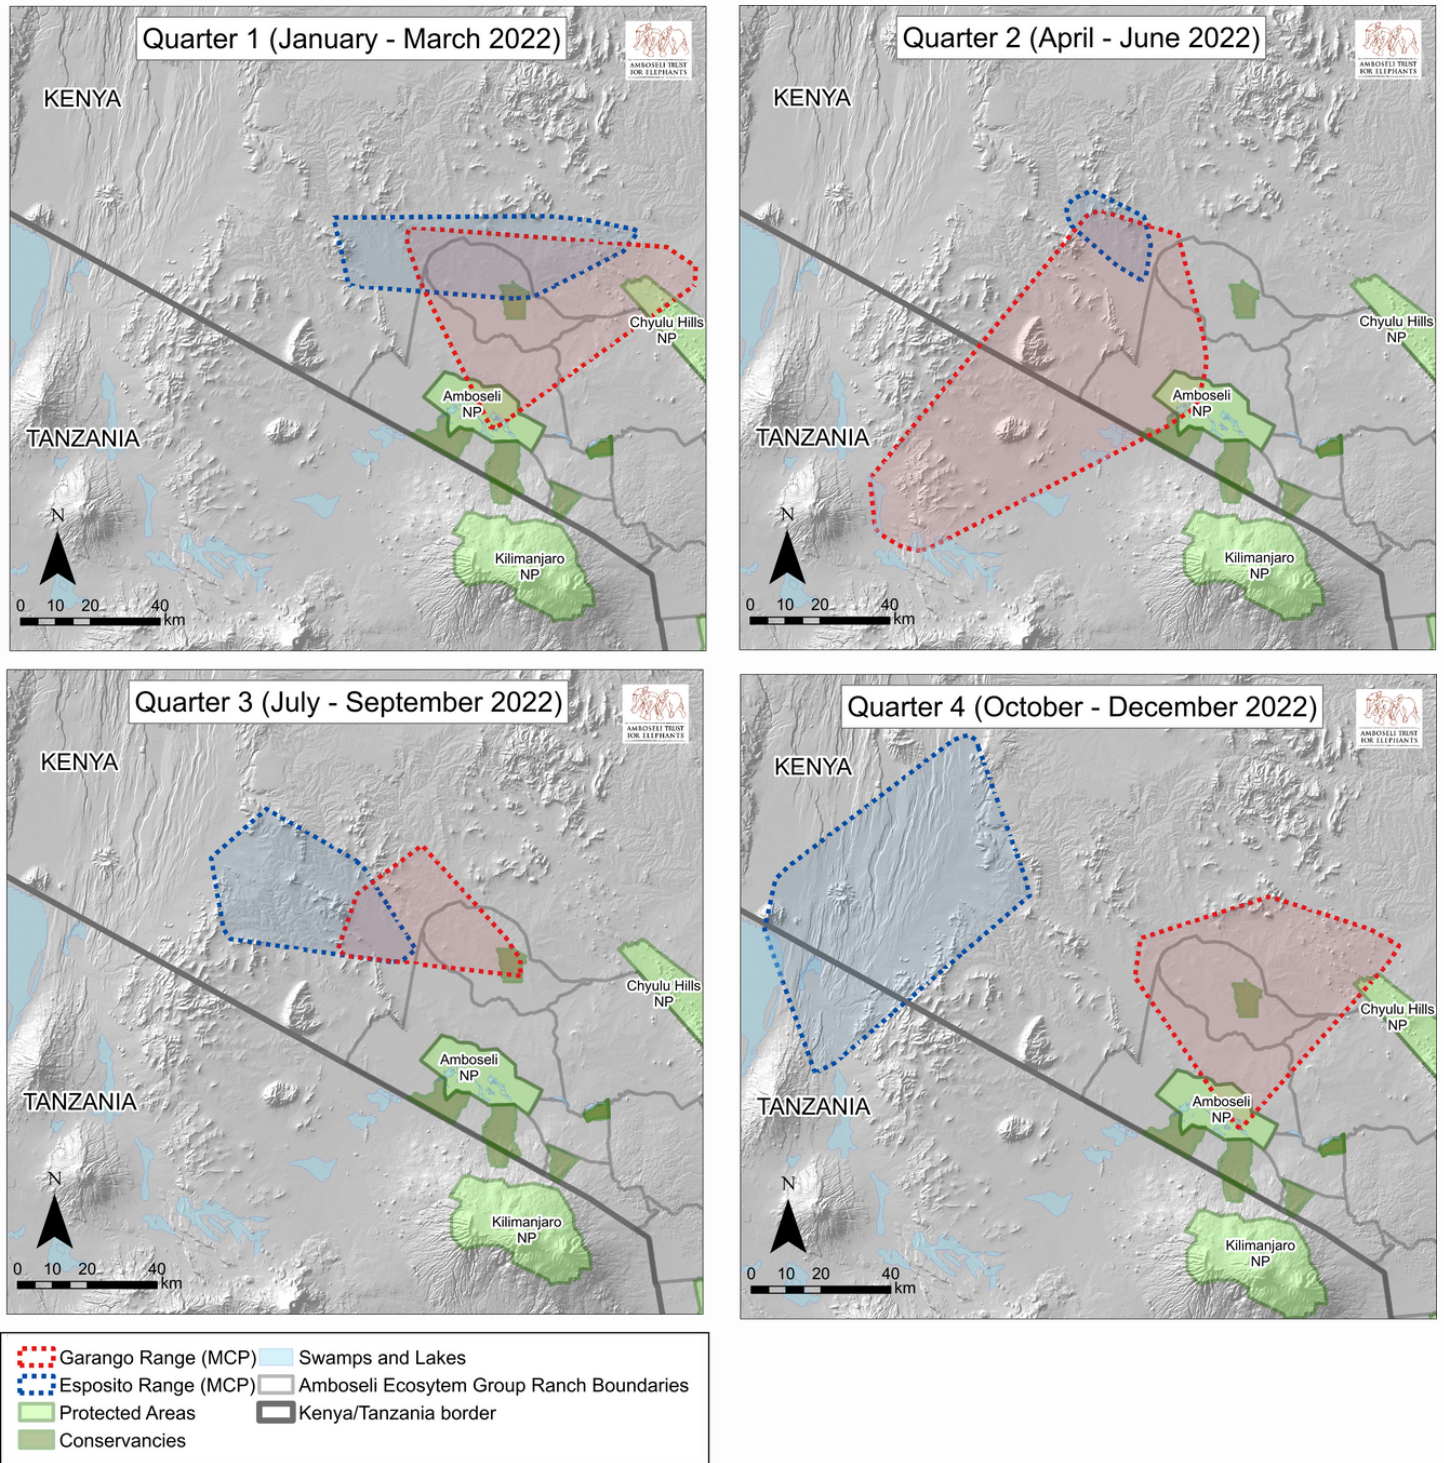 Quarter 1 (January - March 2022)
AMBOSELI TRUST
FOR ELEPHANTS
KENYA
Chyulu Hills
NP
Amboseli
NP
TANZANIA
N
Kilimanjaro
NP
0 10 20 40
km
Quarter 2 (April - June 2022)
AMBOSELI TRUST
FOR ELEPHANTS
KENYA
Chyulu Hills
NP
Amboseli
NP
TANZANIA
N
Kilimanjaro
NP
0 10 20 40
km
Quarter 3 (July - September 2022)
AMBOSELI TRUST
FOR ELEPHANTS
KENYA
Chyulu Hills
NP
Amboseli
NP
TANZANIA
N
Kilimanjaro
NP
0 10 20 40
km
Quarter 4 (October - December 2022)
AMBOSELI TRUST
FOR ELEPHANTS
KENYA
Chyulu Hills
NP
Amboseli
NP
TANZANIA
N
Kilimanjaro
NP
0 10 20 40
km
Garango Range (MCP)
Esposito Range (MCP)
Protected Areas
Conservancies
Swamps and Lakes
Amboseli Ecosytem Group Ranch Boundaries
Kenya/Tanzania border